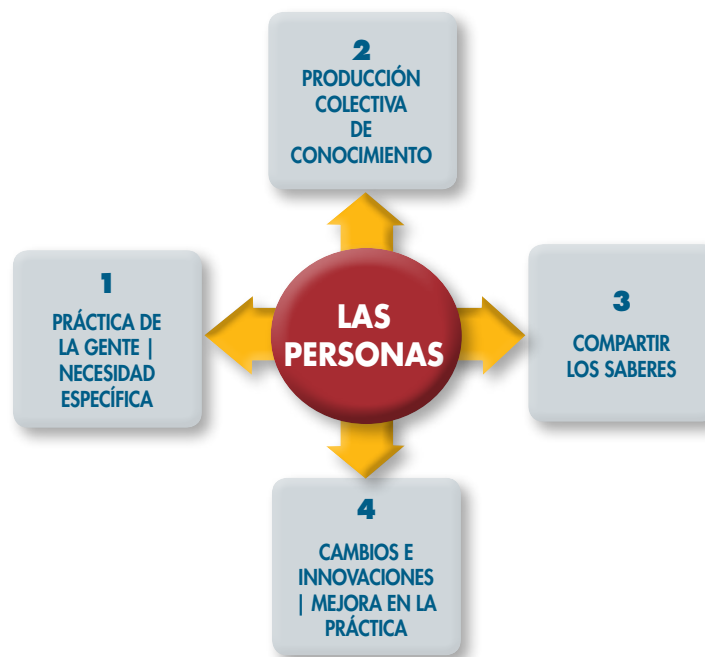 2
PRODUCCIÓN
COLECTIVA
DE
CONOCIMIENTO
1
PRÁCTICA DE
LA GENTE |
NECESIDAD
ESPECÍFICA
LAS
PERSONAS
3
COMPARTIR
LOS SABERES
4
CAMBIOS E
INNOVACIONES
| MEJORA EN LA
PRÁCTICA